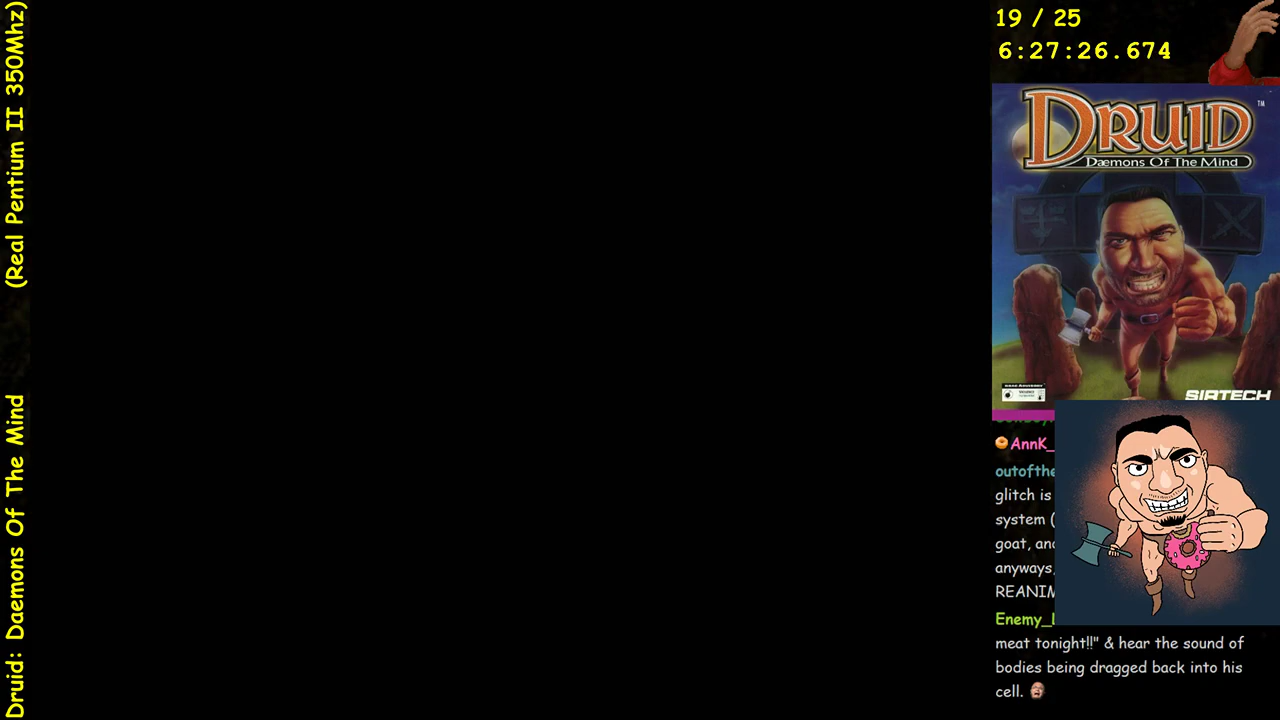 Druid: Daemons Of The Mind (Real Pentium II 350Mhz)
19 / 25
6:27:26.674
DRUID
TM
Dæmons Of The Mind
SIRTECH
AnnK_
outofthe
glitch is
system (
goat, and
anyways,
REANIM
Enemy_
meat tonight!!" & hear the sound of
bodies being dragged back into his
cell.